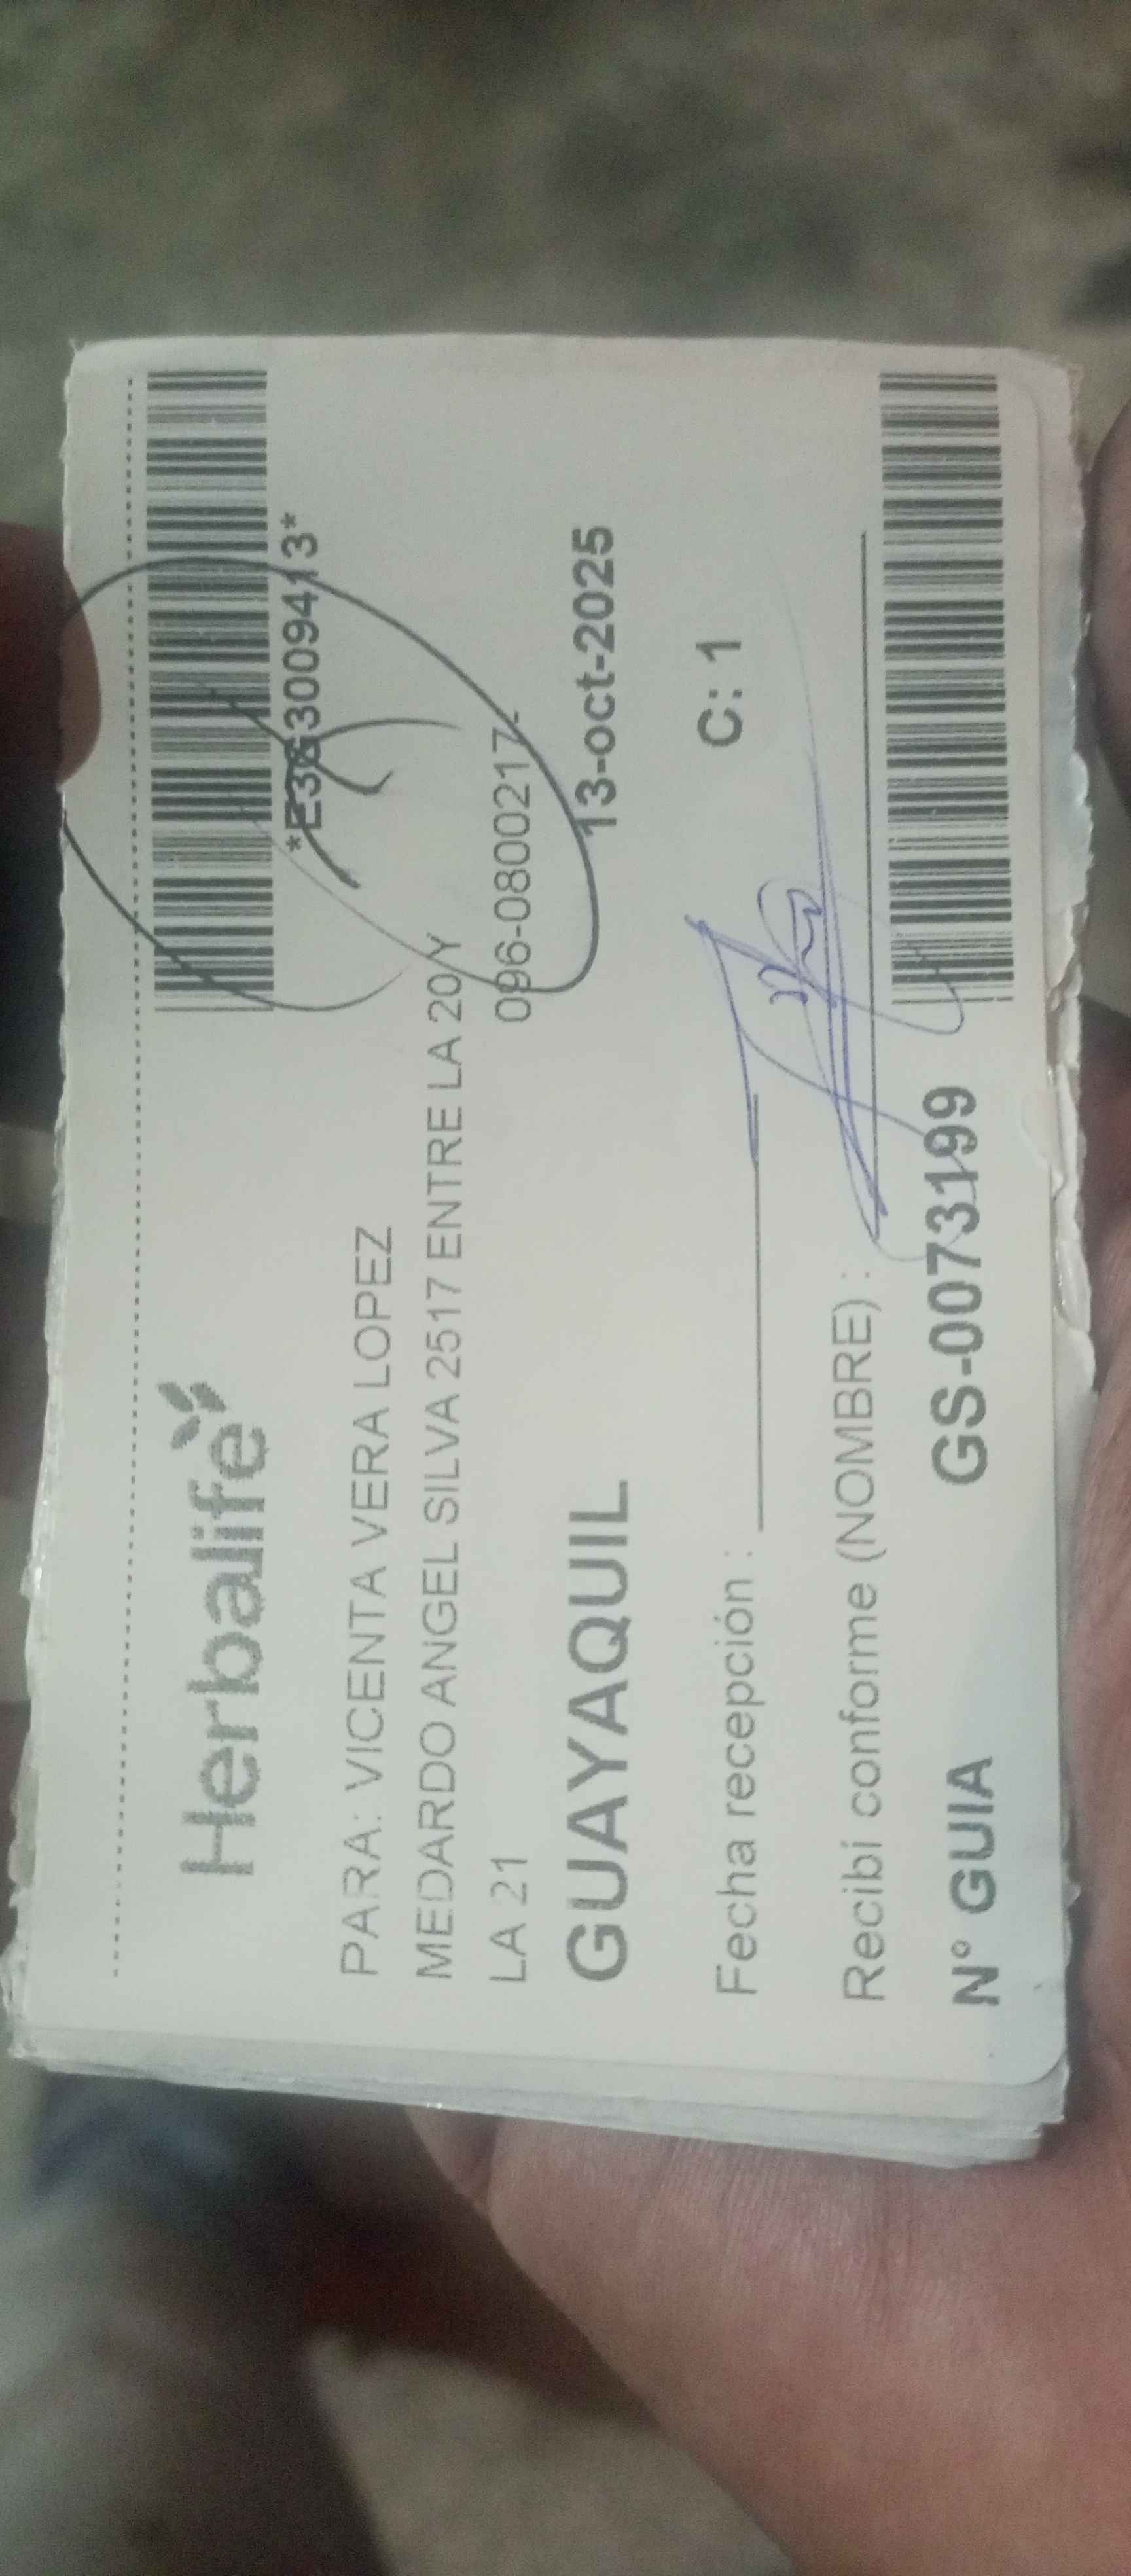 Herbalife
*E363009413*
PARA: VICENTA VERA LOPEZ
MEDARDO ANGEL SILVA 2517 ENTRE LA 20 Y
LA 21
096-0800217-
GUAYAQUIL
13-oct-2025
Fecha recepción :
C: 1
Recibí conforme (NOMBRE) :
N° GUIA GS-0073199